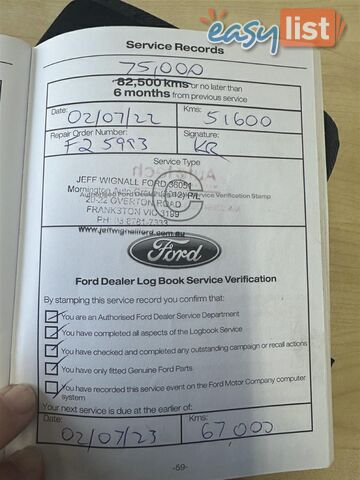 easylist
Service Records
75,000
82,500 kms or no later than
6 months from previous service
Date: 02/07/22 Kms: 51600
Repair Order Number: F25993 Signature: KR
Service Type
JEFF WIGNALL FORD 36091
Authorised Ford Dealer Service Verification Stamp
20-22 OVERTON ROAD
FRANKSTON VIC 3199
PH: 03
www.jeffwignallford.com.au
Ford
Ford Dealer Log Book Service Verification
By stamping this service record you confirm that:
You are an Authorised Ford Dealer Service Department
You have completed all aspects of the Logbook Service
You have checked and completed any outstanding campaign or recall actions
You have only fitted Genuine Ford Parts
You have recorded this service event on the Ford Motor Company computer
system
Your next service is due at the earlier of:
Date: 02/07/23 Kms: 67,000
-59-